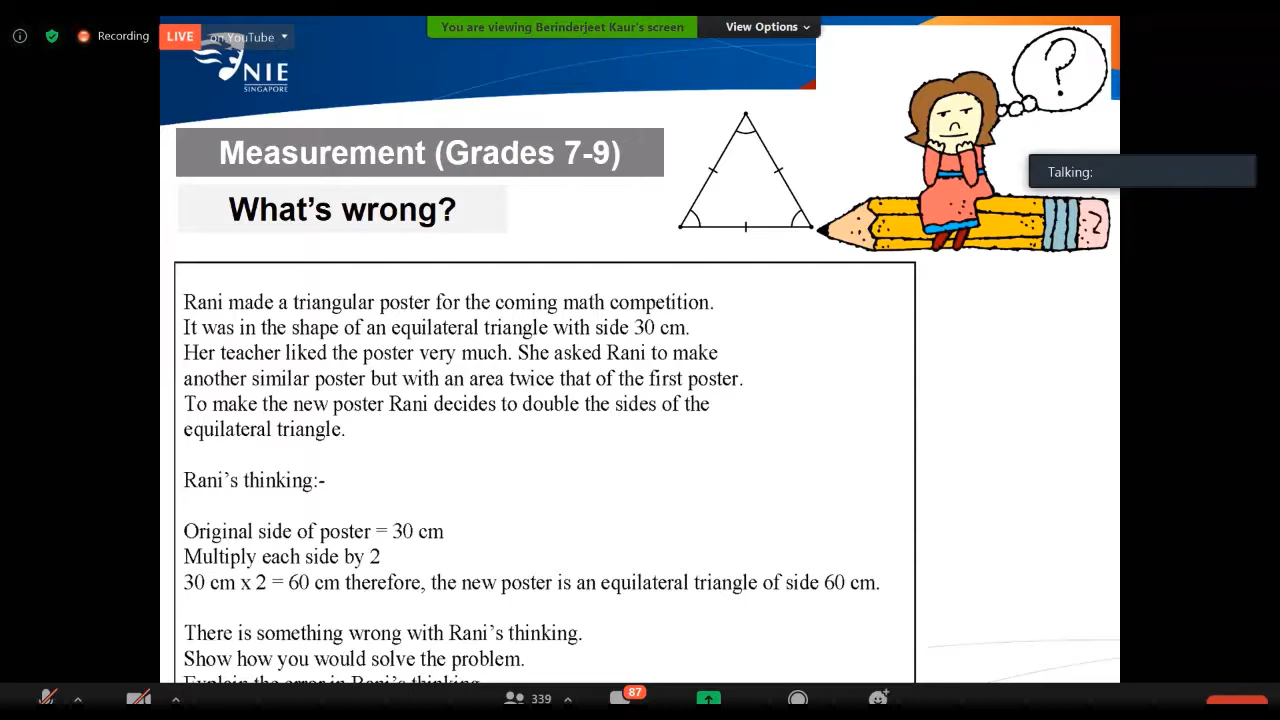 Recording
LIVE
on YouTube
You are viewing Berinderjeet Kaur's screen
View Options
NIE
SINGAPORE
?
Measurement (Grades 7-9)
Talking:
What's wrong?
Rani made a triangular poster for the coming math competition.
It was in the shape of an equilateral triangle with side 30 cm.
Her teacher liked the poster very much. She asked Rani to make
another similar poster but with an area twice that of the first poster.
To make the new poster Rani decides to double the sides of the
equilateral triangle.
Rani's thinking:-
Original side of poster = 30 cm
Multiply each side by 2
30 cm x 2 = 60 cm therefore, the new poster is an equilateral triangle of side 60 cm.
There is something wrong with Rani's thinking.
Show how you would solve the problem.
Explain the error in Rani's thinking.
339
87